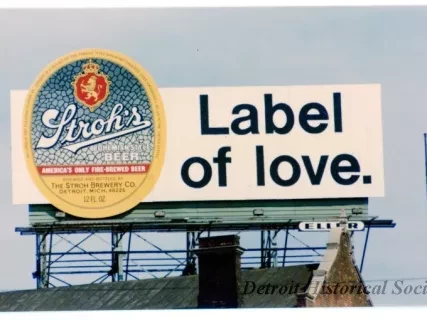 Stroh's
BOHEMIAN STYLE
BEER
AMERICA'S ONLY FIRE-BREWED BEER
BREWED AND BOTTLED BY
THE STROH BREWERY CO.
DETROIT, MICH. 48226
12 FL. OZ.
Label
of love.
ELLER
Detroit Historical Soci